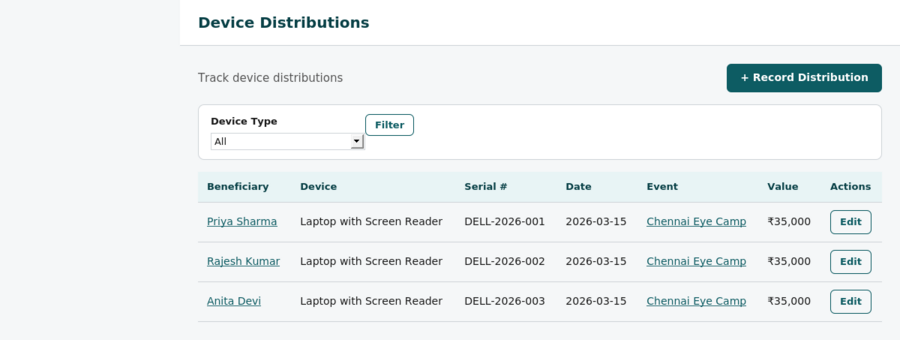 Device Distributions
Track device distributions
+ Record Distribution
Device Type
Filter
All
Beneficiary Device Serial # Date Event Value Actions
Priya Sharma Laptop with Screen Reader DELL-2026-001 2026-03-15 Chennai Eye Camp ₹35,000 Edit
Rajesh Kumar Laptop with Screen Reader DELL-2026-002 2026-03-15 Chennai Eye Camp ₹35,000 Edit
Anita Devi Laptop with Screen Reader DELL-2026-003 2026-03-15 Chennai Eye Camp ₹35,000 Edit